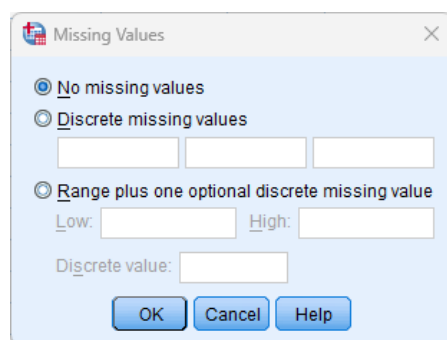 Missing Values
No missing values
Discrete missing values
Range plus one optional discrete missing value
Low: High:
Discrete value:
OK Cancel Help